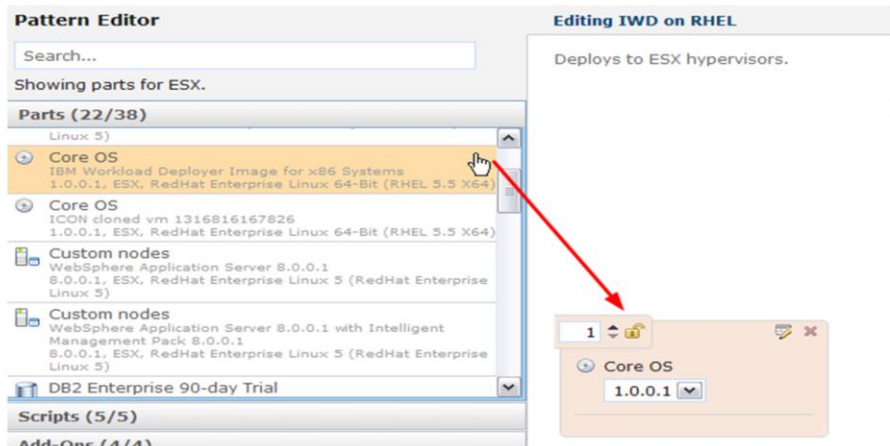 Pattern Editor
Search...
Showing parts for ESX.
Parts (22/38)
Linux 5)
Core OS
IBM Workload Deployer Image for x86 Systems
1.0.0.1, ESX, RedHat Enterprise Linux 64-Bit (RHEL 5.5 X64)
Core OS
ICON cloned vm 1316816167826
1.0.0.1, ESX, RedHat Enterprise Linux 64-Bit (RHEL 5.5 X64)
Custom nodes
WebSphere Application Server 8.0.0.1
8.0.0.1, ESX, RedHat Enterprise Linux 5 (RedHat Enterprise
Linux 5)
Custom nodes
WebSphere Application Server 8.0.0.1 with Intelligent
Management Pack 8.0.0.1
8.0.0.1, ESX, RedHat Enterprise Linux 5 (RedHat Enterprise
Linux 5)
DB2 Enterprise 90-day Trial
Scripts (5/5)
Add-Ons (4/4)
Editing IWD on RHEL
Deploys to ESX hypervisors.
1
Core OS
1.0.0.1